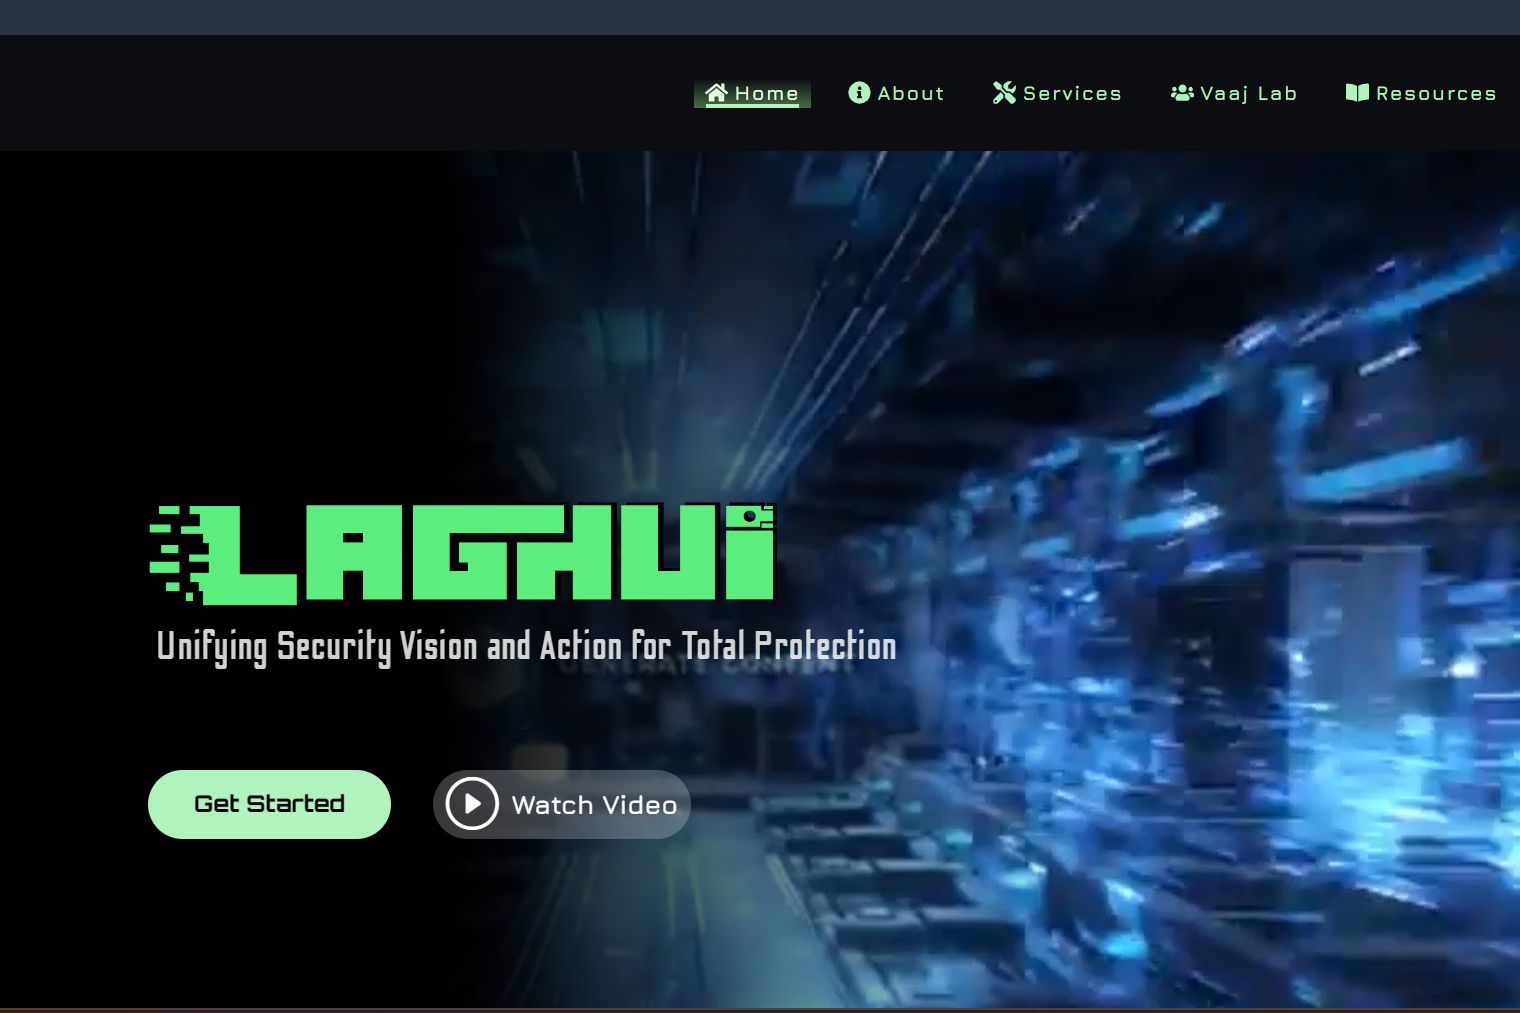 Home About Services Vaaj Lab Resources
LAGHUI
Unifying Security Vision and Action for Total Protection
Get Started Watch Video